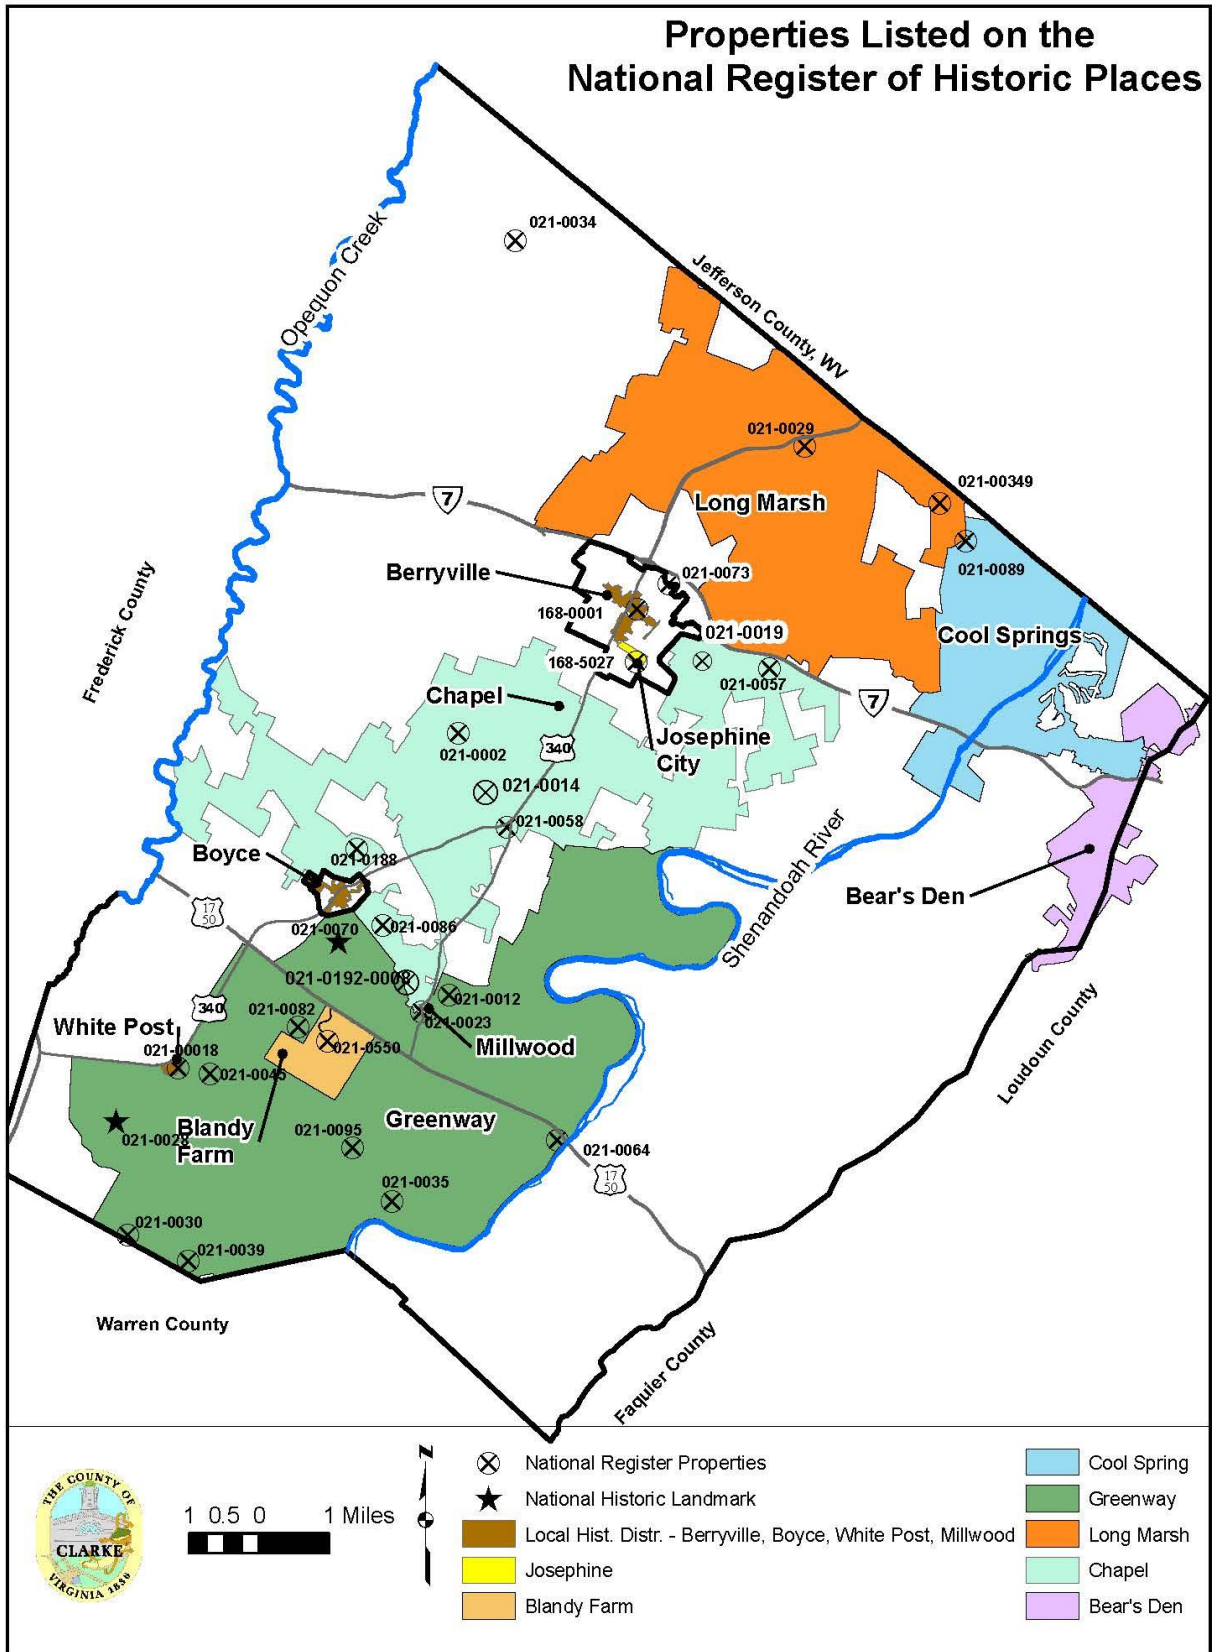 Properties Listed on the
National Register of Historic Places
021-0034
Opequon Creek
Jefferson County, WV
021-0029
021-00349
7
Long Marsh
021-0089
Berryville
021-0073
168-0001
021-0019
Cool Springs
Frederick County
168-5027
021-0057
Chapel
7
340
Josephine
City
021-0002
021-0014
021-0058
Boyce
021-0188
Shenandoah River
Bear's Den
17
50
021-0070
021-0086
021-0192-0008
021-0012
340
021-0082
021-0023
White Post
Millwood
021-00018
021-0550
021-0045
Loudoun County
Greenway
021-0028
Blandy
Farm
021-0095
021-0064
17
50
021-0035
021-0030
021-0039
Warren County
Faquier County
N
National Register Properties
National Historic Landmark
Local Hist. Distr. - Berryville, Boyce, White Post, Millwood
Josephine
Blandy Farm
Cool Spring
Greenway
Long Marsh
Chapel
Bear's Den
1 0.5 0 1 Miles
THE COUNTY OF
CLARKE
VIRGINIA 1836